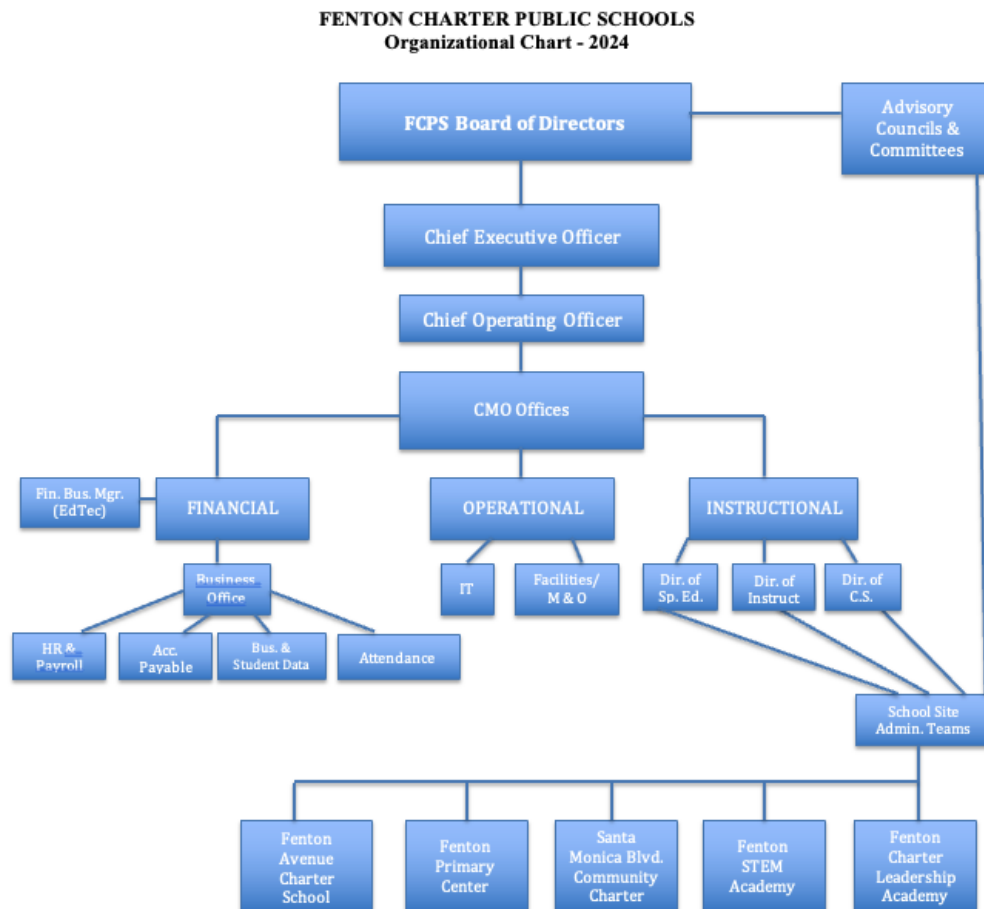 FENTON CHARTER PUBLIC SCHOOLS
Organizational Chart - 2024
FCPS Board of Directors
Advisory
Councils &
Committees
Chief Executive Officer
Chief Operating Officer
CMO Offices
Fin. Bus. Mgr.
(EdTec)
FINANCIAL
OPERATIONAL
INSTRUCTIONAL
Business
Office
IT
Facilities/
M & O
Dir. of
Sp. Ed.
Dir. of
Instruct
Dir. of
C.S.
HR &
Payroll
Acc.
Payable
Bus. &
Student Data
Attendance
School Site
Admin. Teams
Fenton
Avenue
Charter
School
Fenton
Primary
Center
Santa
Monica Blvd.
Community
Charter
Fenton
STEM
Academy
Fenton
Charter
Leadership
Academy